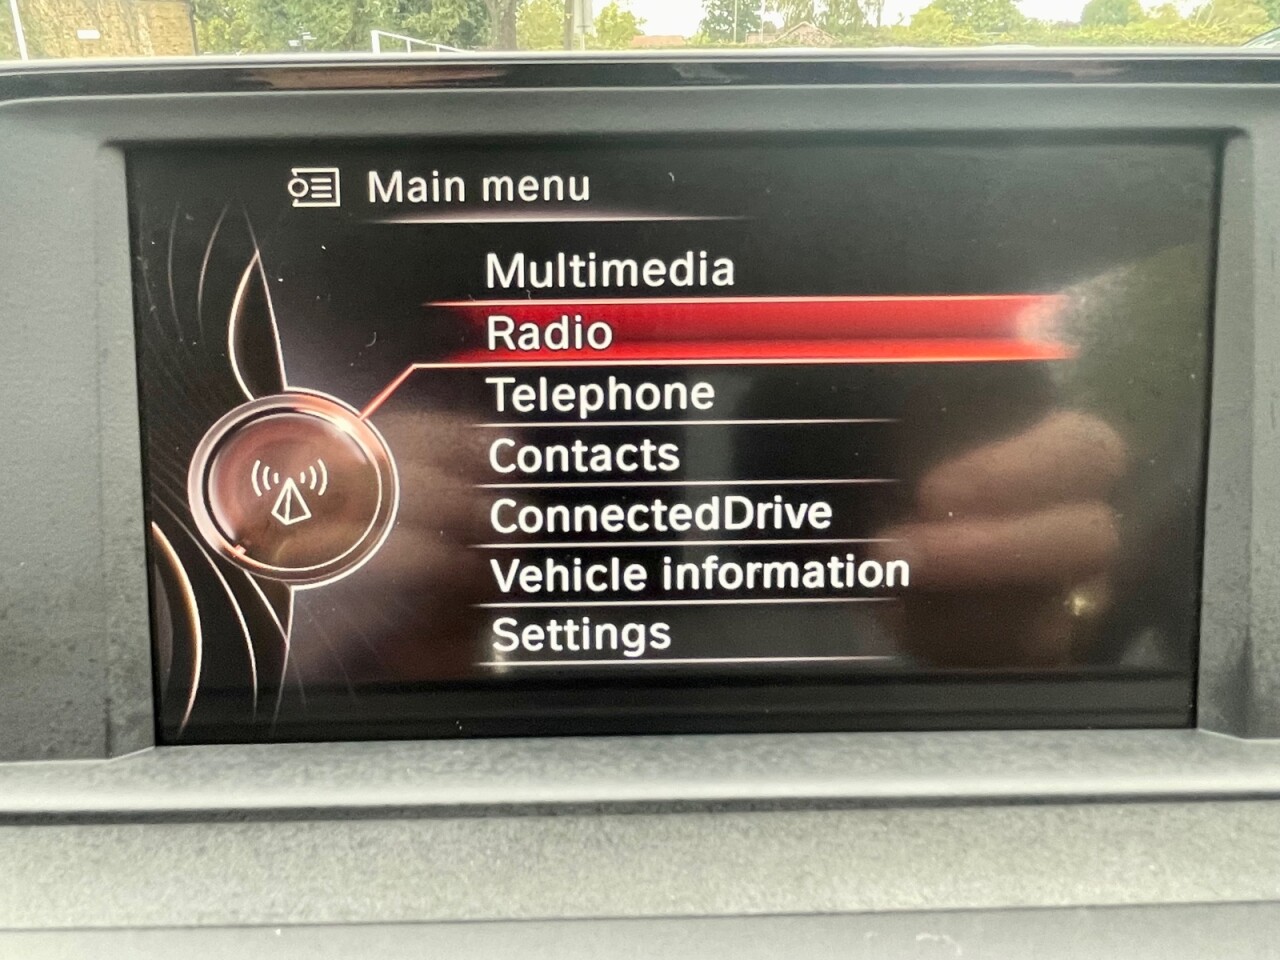 Main menu
Multimedia
Radio
Telephone
Contacts
ConnectedDrive
Vehicle information
Settings